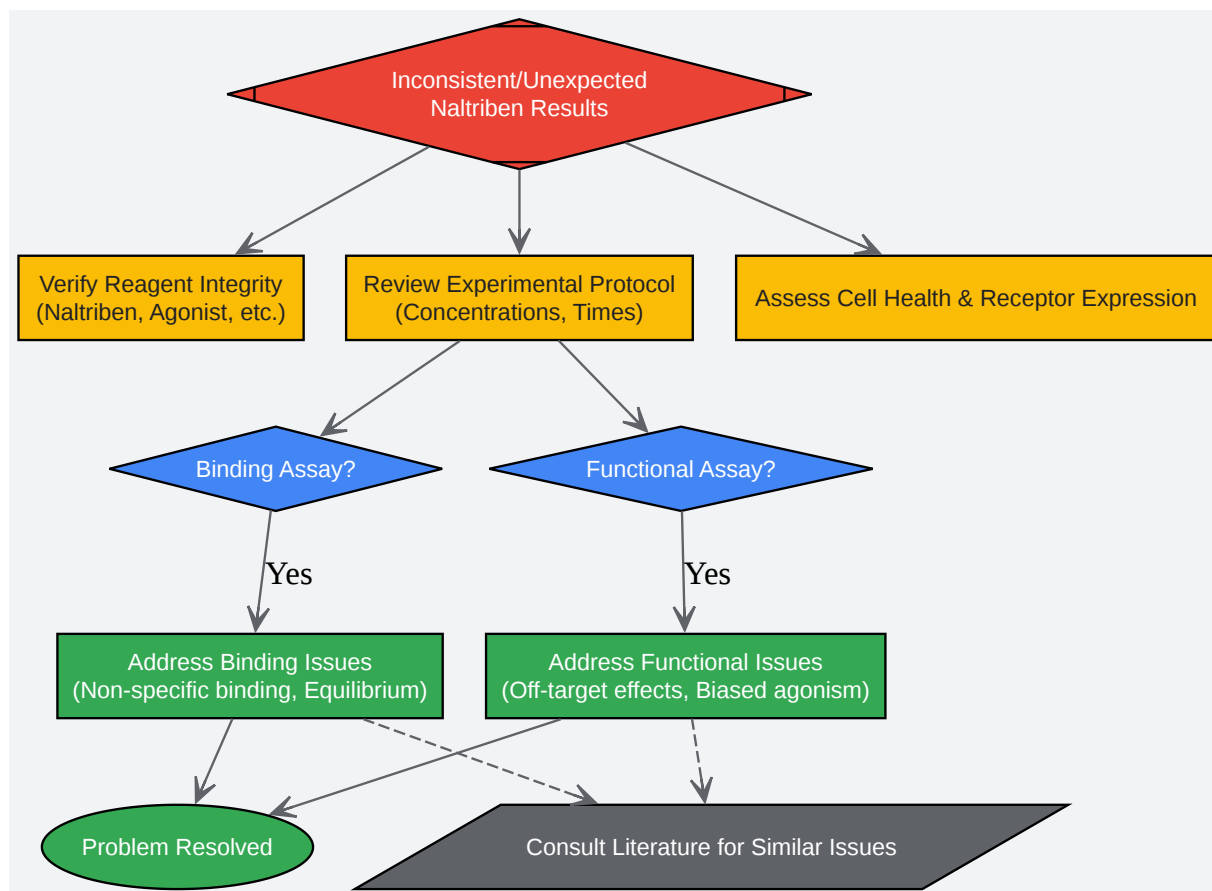 Inconsistent/Unexpected
Naltriben Results
Verify Reagent Integrity
(Naltriben, Agonist, etc.)
Review Experimental Protocol
(Concentrations, Times)
Assess Cell Health & Receptor Expression
Binding Assay?
Functional Assay?
Yes
Yes
Address Binding Issues
(Non-specific binding, Equilibrium)
Address Functional Issues
(Off-target effects, Biased agonism)
Problem Resolved
Consult Literature for Similar Issues